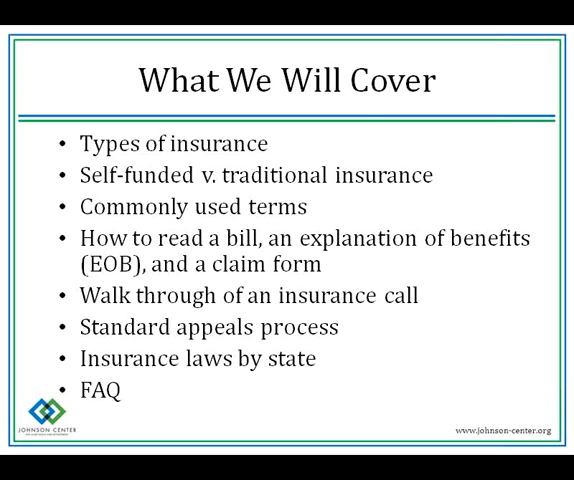 What We Will Cover
• Types of insurance
• Self-funded v. traditional insurance
• Commonly used terms
• How to read a bill, an explanation of benefits
(EOB), and a claim form
• Walk through of an insurance call
• Standard appeals process
• Insurance laws by state
• FAQ
JOHNSON CENTER
www.johnson-center.org